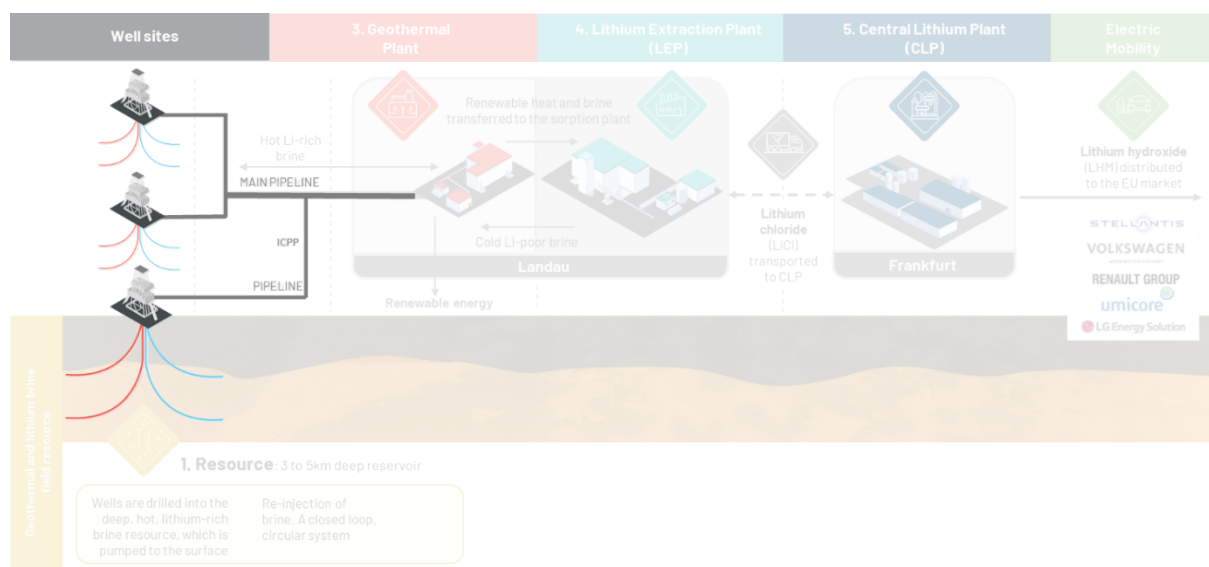 Well sites
3. Geothermal
Plant
4. Lithium Extraction Plant
(LEP)
5. Central Lithium Plant
(CLP)
Electric
Mobility
Renewable heat and brine
transferred to the sorption plant
Hot Li-rich
brine
MAIN PIPELINE
ICPP
PIPELINE
Cold Li-poor brine
Landau
Renewable energy
Lithium
chloride
(LiCl)
transported
to CLP
Frankfurt
Lithium hydroxide
(LHM) distributed
to the EU market
STELLANTIS
VOLKSWAGEN
RENAULT GROUP
umicore
LG Energy Solution
Geothermal and lithium brine
field resource
1. Resource: 3 to 5km deep reservoir
Wells are drilled into the
deep, hot, lithium-rich
brine resource, which is
pumped to the surface
Re-injection of
brine. A closed loop,
circular system